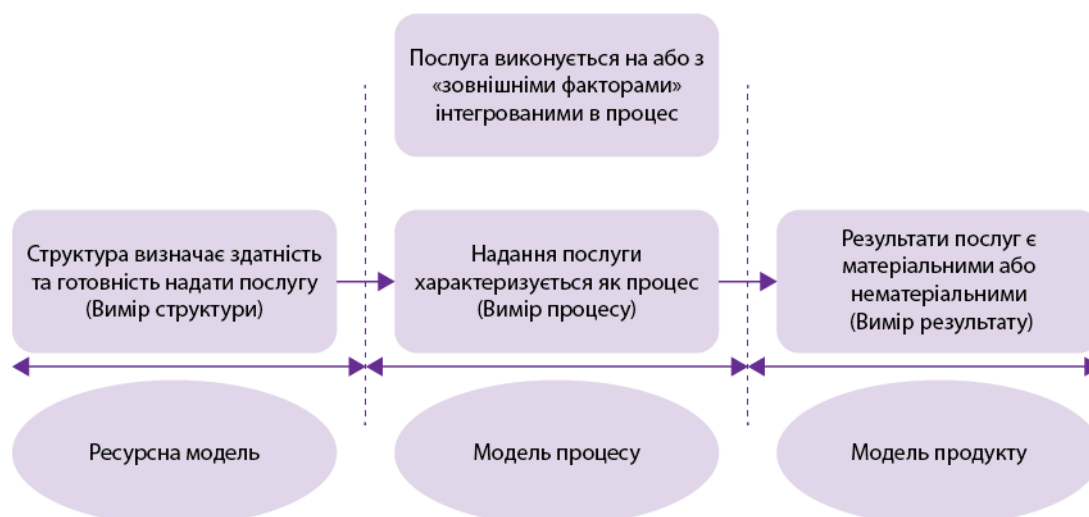 Послуга виконується на або з
«зовнішніми факторами»
інтегрованими в процес
Структура визначає здатність
та готовність надати послугу
(Вимір структури)
Надання послуги
характеризується як процес
(Вимір процесу)
Результати послуг є
матеріальними або
нематеріальними
(Вимір результату)
Ресурсна модель
Модель процесу
Модель продукту